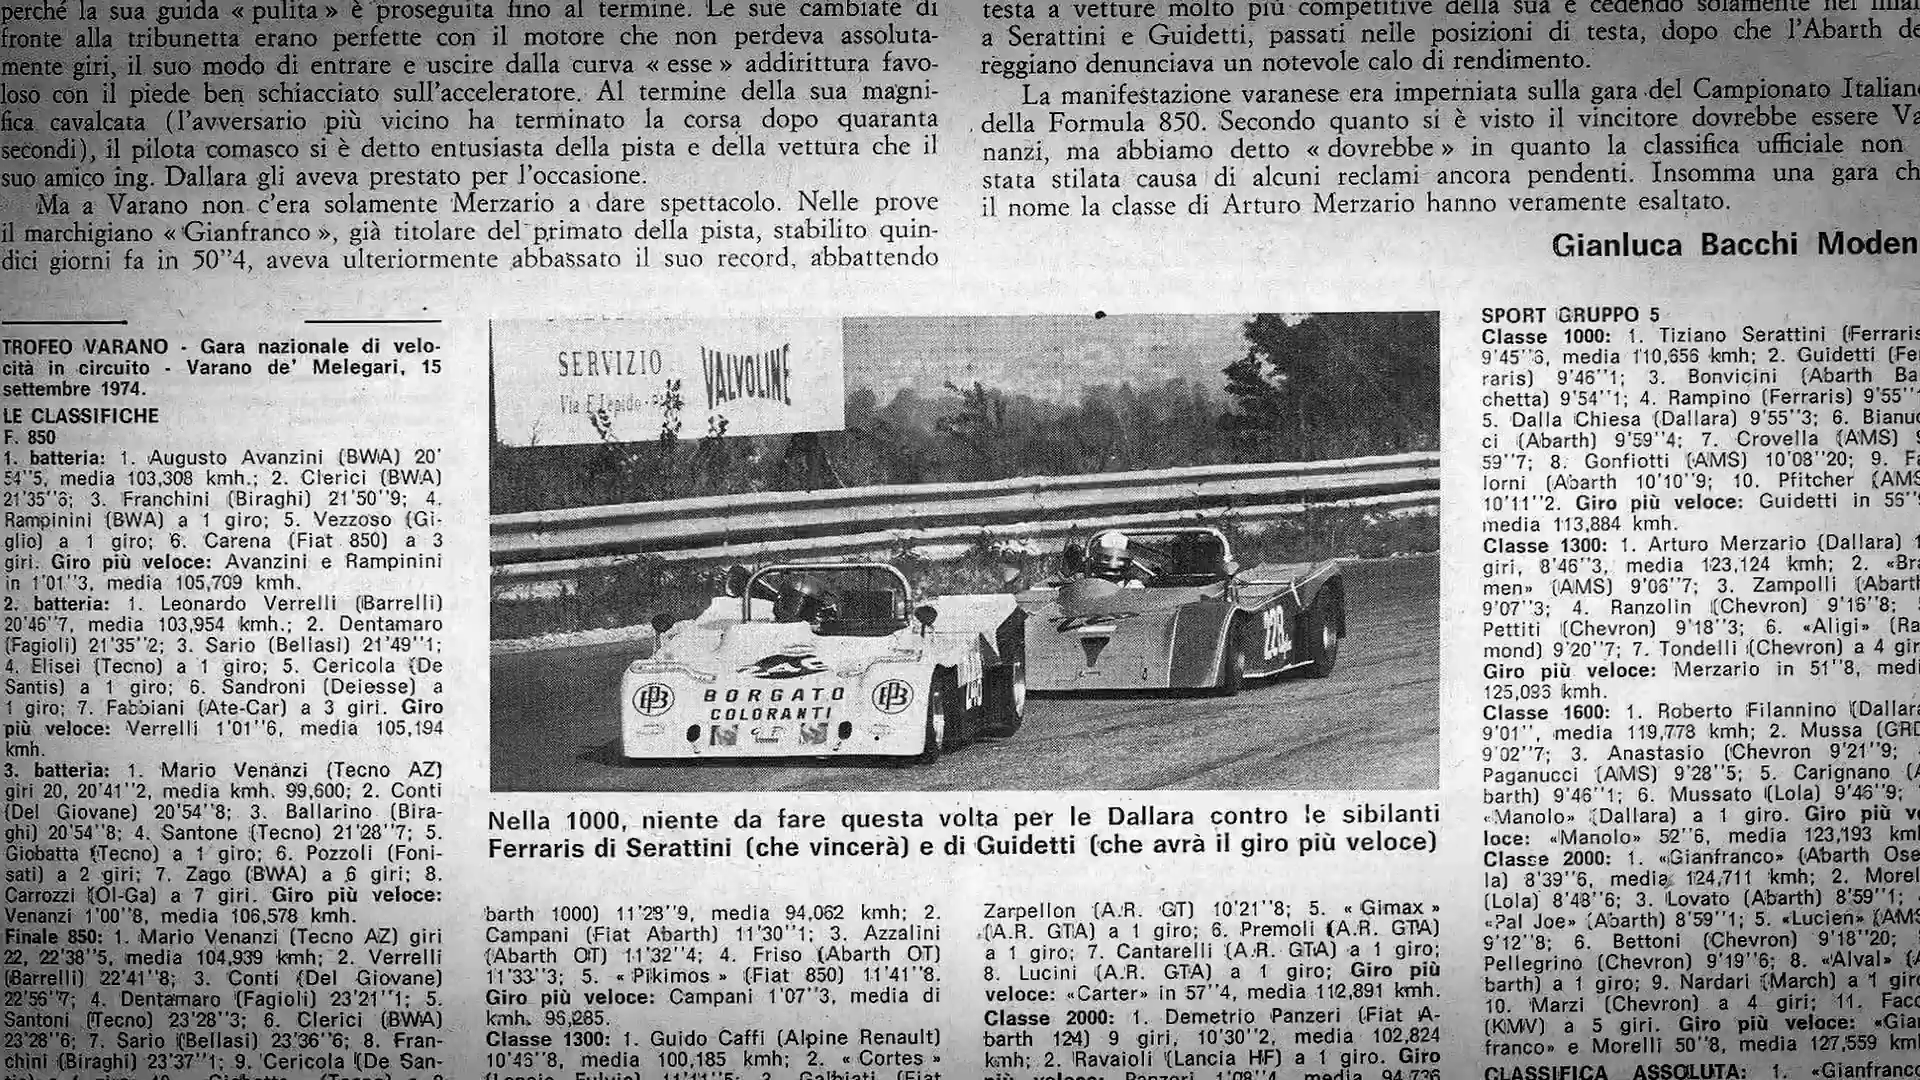 perché la sua guida « pulita » è proseguita fino al termine. Le sue cambiate di
fronte alla tribunetta erano perfette con il motore che non perdeva assoluta-
mente giri, il suo modo di entrare e uscire dalla curva « esse » addirittura favo-
loso con il piede ben schiacciato sull'acceleratore. Al termine della sua magni-
fica cavalcata (l'avversario più vicino ha terminato la corsa dopo quaranta
secondi), il pilota comasco si è detto entusiasta della pista e della vettura che il
suo amico ing. Dallara gli aveva prestato per l'occasione.
Ma a Varano non c'era solamente Merzario a dare spettacolo. Nelle prove
il marchigiano « Gianfranco », già titolare del primato della pista, stabilito quin-
dici giorni fa in 50''4, aveva ulteriormente abbassato il suo record, abbattendo
testa a vetture molto più competitive della sua e cedendo solamente nel
a Serattini e Guidetti, passati nelle posizioni di testa, dopo che l'Abarth
reggiano denunciava un notevole calo di rendimento.
La manifestazione varanese era imperniata sulla gara del Campionato
della Formula 850. Secondo quanto si è visto il vincitore dovrebbe essere
nanzi, ma abbiamo detto « dovrebbe » in quanto la classifica ufficiale non
stata stilata causa di alcuni reclami ancora pendenti. Insomma una gara
il nome la classe di Arturo Merzario hanno veramente esaltato.
Gianluca Bacchi Moden
TROFEO VARANO - Gara nazionale di velo-
cità in circuito - Varano de' Melegari, 15
settembre 1974.
LE CLASSIFICHE
F. 850
1. batteria: 1. Augusto Avanzini (BWA) 20'
54''5, media 103,308 kmh.; 2. Clerici (BWA)
21'35''6; 3. Franchini (Biraghi) 21'50''9; 4.
Rampinini (BWA) a 1 giro; 5. Vezzoso (Gi-
glio) a 1 giro; 6. Carena (Fiat 850) a 3
giri. Giro più veloce: Avanzini e Rampinini
in 1'01''3, media 105,709 kmh.
2. batteria: 1. Leonardo Verrelli (Barrelli)
20'46''7, media 103,954 kmh.; 2. Dentamaro
(Fagioli) 21'35''2; 3. Sario (Bellasi) 21'49''1;
4. Elisei (Tecno) a 1 giro; 5. Cericola (De
Santis) a 1 giro; 6. Sandroni (Deiesse) a
1 giro; 7. Fabbiani (Ate-Car) a 3 giri. Giro
più veloce: Verrelli 1'01''6, media 105,194
kmh.
3. batteria: 1. Mario Venanzi (Tecno AZ)
giri 20, 20'41''2, media kmh. 99,600; 2. Conti
(Del Giovane) 20'54''8; 3. Ballarino (Bira-
ghi) 20'54''8; 4. Santone (Tecno) 21'28''7; 5.
Giobatta (Tecno) a 1 giro; 6. Pozzoli (Foni-
sati) a 2 giri; 7. Zago (BWA) a 6 giri; 8.
Carrozzi (Ol-Ga) a 7 giri. Giro più veloce:
Venanzi 1'00''8, media 106,578 kmh.
Finale 850: 1. Mario Venanzi (Tecno AZ) giri
22, 22'38''5, media 104,939 kmh; 2. Verrelli
(Barrelli) 22'41''8; 3. Conti (Del Giovane)
22'56''7; 4. Dentamaro (Fagioli) 23'21''1; 5.
Santoni (Tecno) 23'28''3; 6. Clerici (BWA)
23'28''6; 7. Sario (Bellasi) 23'36''6; 8. Fran-
chini (Biraghi) 23'37''1; 9. Cericola (De San-
SERVIZIO
VALVOLINE
Via E. Lepido
BORGATO
COLORANTI
Nella 1000, niente da fare questa volta per le Dallara contro le sibilanti
Ferraris di Serattini (che vincerà) e di Guidetti (che avrà il giro più veloce)
barth 1000) 11'28''9, media 94,062 kmh; 2.
Campani (Fiat Abarth) 11'30''1; 3. Azzalini
(Abarth OT) 11'32''4; 4. Friso (Abarth OT)
11'33''3; 5. « Pikimos » (Fiat 850) 11'41''8.
Giro più veloce: Campani 1'07''3, media di
kmh. 96,285.
Classe 1300: 1. Guido Caffi (Alpine Renault)
10'46''8, media 100,185 kmh; 2. « Cortes »
Zarpellon (A.R. GT) 10'21''8; 5. « Gimax »
(A.R. GTA) a 1 giro; 6. Premoli (A.R. GTA)
a 1 giro; 7. Cantarelli (A.R. GTA) a 1 giro;
8. Lucini (A.R. GTA) a 1 giro; Giro più
veloce: «Carter» in 57''4, media 112,891 kmh.
Classe 2000: 1. Demetrio Panzeri (Fiat A-
barth 124) 9 giri, 10'30''2, media 102,824
kmh; 2. Ravaioli (Lancia HF) a 1 giro. Giro
SPORT GRUPPO 5
Classe 1000: 1. Tiziano Serattini (Ferraris
9'45''6, media 110,656 kmh; 2. Guidetti (Fer
raris) 9'46''1; 3. Bonvicini (Abarth Ba
chetta) 9'54''1; 4. Rampino (Ferraris) 9'55''
5. Dalla Chiesa (Dallara) 9'55''3; 6. Bianuc
ci (Abarth) 9'59''4; 7. Crovella (AMS)
59''7; 8. Gonfiotti (AMS) 10'08''20; 9.
lorni (Abarth 10'10''9; 10. Pfitcher (AMS
10'11''2. Giro più veloce: Guidetti in 56''
media 113,884 kmh.
Classe 1300: 1. Arturo Merzario (Dallara)
giri, 8'46''3, media 123,124 kmh; 2. «Bra
men» (AMS) 9'06''7; 3. Zampolli (Abarth
9'07''3; 4. Ranzolin (Chevron) 9'16''8;
Pettiti (Chevron) 9'18''3; 6. «Aligi» (Ra
mond) 9'20''7; 7. Tondelli (Chevron) a 4 gir
Giro più veloce: Merzario in 51''8, medi
125,093 kmh.
Classe 1600: 1. Roberto Filannino (Dallara
9'01'', media 119,778 kmh; 2. Mussa (GRD
9'02''7; 3. Anastasio (Chevron 9'21''9;
Paganucci (AMS) 9'28''5; 5. Carignano (A
barth) 9'46''1; 6. Mussato (Lola) 9'46''9;
«Manolo» (Dallara) a 1 giro. Giro più ve
loce: «Manolo» 52''6, media 123,193 kmh
Classe 2000: 1. «Gianfranco» (Abarth Ose
la) 8'39''6, media 124,711 kmh; 2. Morel
(Lola) 8'48''6; 3. Lovato (Abarth) 8'59''1;
«Pal Joe» (Abarth) 8'59''1; 5. «Lucien» (AMS
9'12''8; 6. Bettoni (Chevron) 9'18''20;
Pellegrino (Chevron) 9'19''6; 8. «Alval» (A
barth) a 1 giro; 9. Nardari (March) a 1 giro
10. Marzi (Chevron) a 4 giri; 11. Facc
(KMV) a 5 giri. Giro più veloce: «Gian
franco» e Morelli 50''8, media 127,559 kmh
CLASSIFICA ASSOLUTA: 1. «Gianfranco